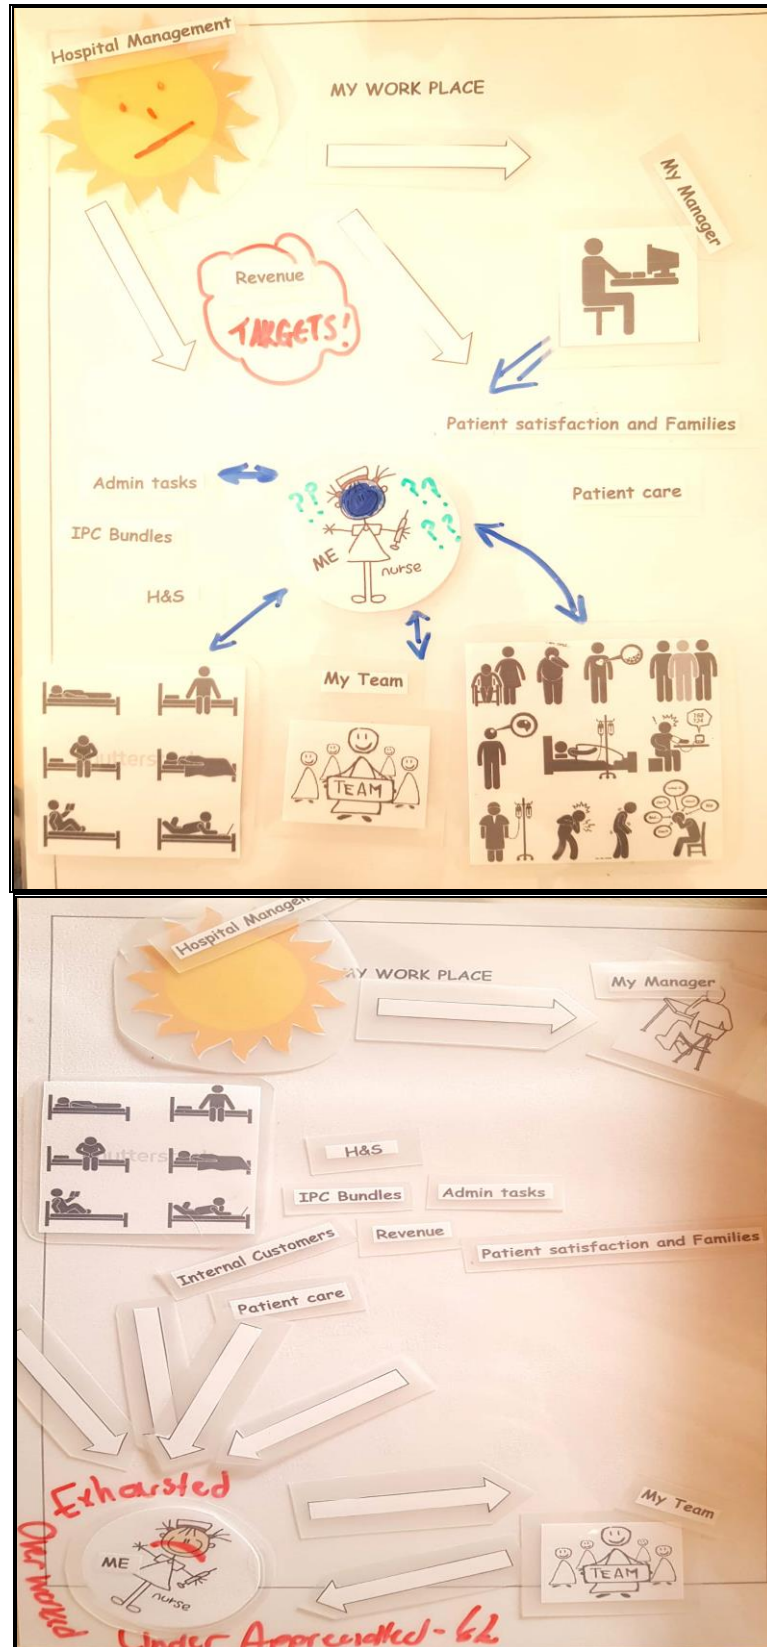 Hospital Management
MY WORK PLACE
My Manager
Revenue
TARGETS!
Patient satisfaction and Families
Admin tasks
Patient care
IPC Bundles
ME
nurse
H&S
My Team
TEAM
Hospital Managem
MY WORK PLACE
My Manager
H&S
IPC Bundles
Admin tasks
Internal Customers
Revenue
Patient satisfaction and Families
Patient care
Exhausted
Over worked
ME
nurse
My Team
TEAM
Under Appreciated -